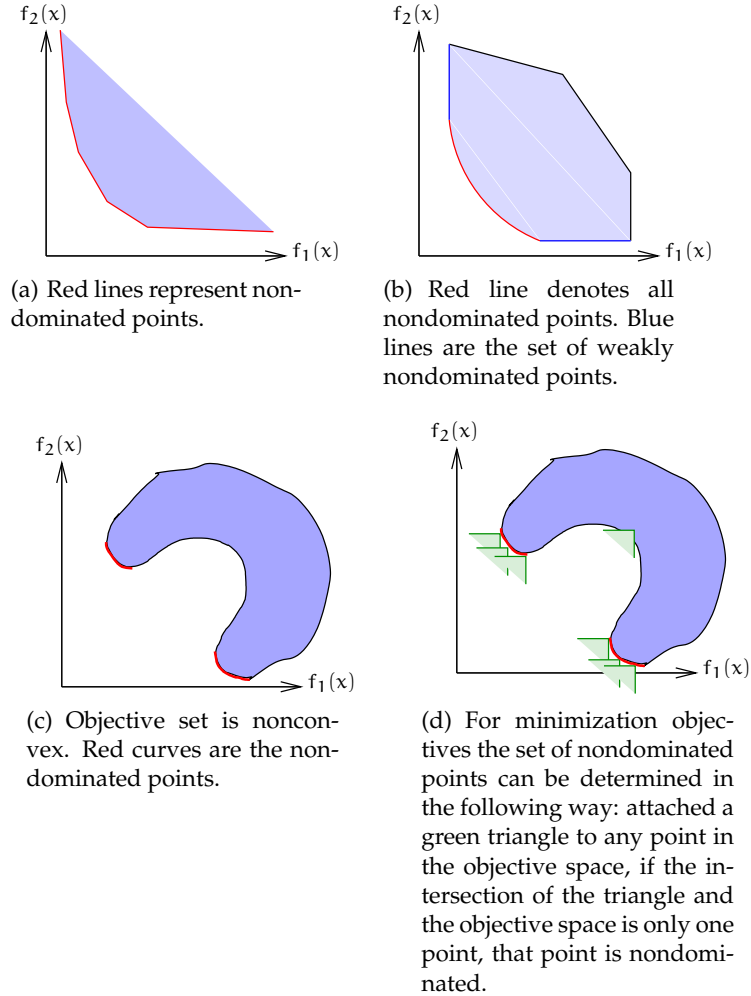 f2(x)
f1(x)
(a) Red lines represent non-
dominated points.
f2(x)
f1(x)
(b) Red line denotes all
nondominated points. Blue
lines are the set of weakly
nondominated points.
f2(x)
f1(x)
(c) Objective set is noncon-
vex. Red curves are the non-
dominated points.
f2(x)
f1(x)
(d) For minimization objec-
tives the set of nondominated
points can be determined in
the following way: attached a
green triangle to any point in
the objective space, if the in-
tersection of the triangle and
the objective space is only one
point, that point is nondomi-
nated.